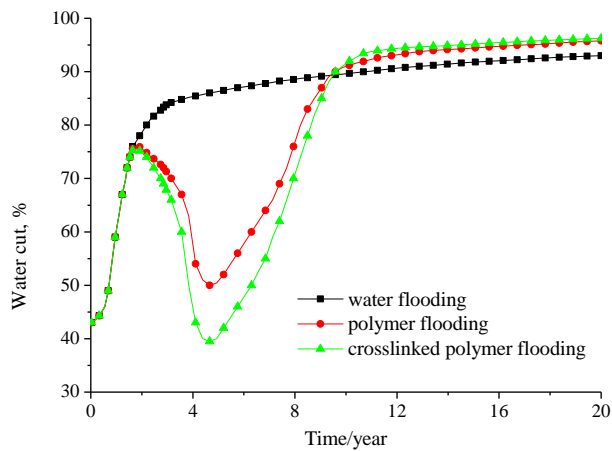 100
90
80
70
60
50
40
30
Water cut, %
water flooding
polymer flooding
crosslinked polymer flooding
0 4 8 12 16 20
Time/year